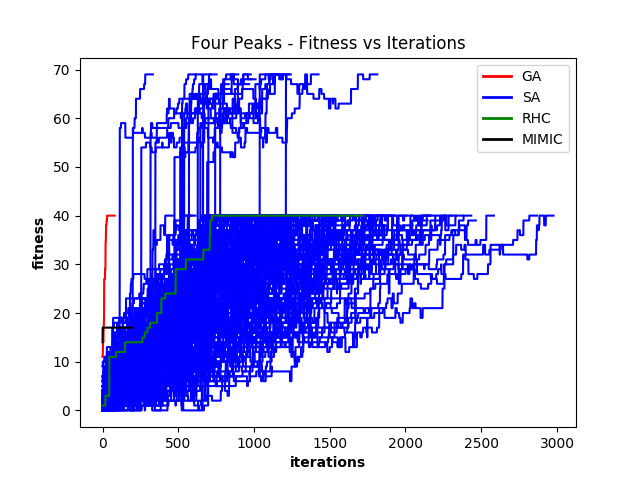 Four Peaks - Fitness vs Iterations
GA
SA
RHC
MIMIC
70
60
50
40
30
20
10
0
fitness
0 500 1000 1500 2000 2500 3000
iterations